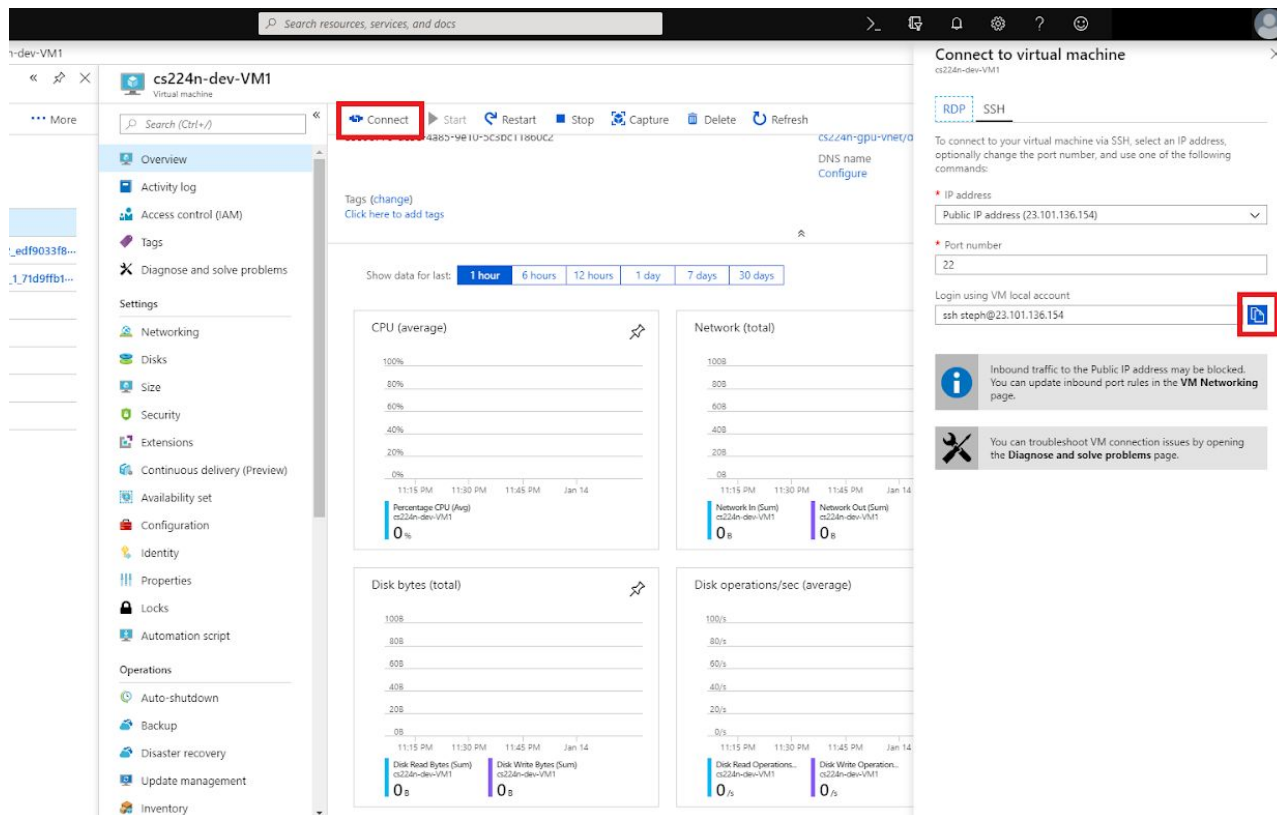 Search resources, services, and docs
n-dev-VM1
More
_edf9033f8...
_1_71d9ffb1...
cs224n-dev-VM1
Virtual machine
Search (Ctrl+/)
Overview
Activity log
Access control (IAM)
Tags
Diagnose and solve problems
Settings
Networking
Disks
Size
Security
Extensions
Continuous delivery (Preview)
Availability set
Configuration
Identity
Properties
Locks
Automation script
Operations
Auto-shutdown
Backup
Disaster recovery
Update management
Inventory
Connect Start Restart Stop Capture Delete Refresh
cs224n-gpu-vnet/d
DNS name
Configure
Tags (change)
Click here to add tags
Show data for last: 1 hour 6 hours 12 hours 1 day 7 days 30 days
CPU (average)
100%
80%
60%
40%
20%
0%
11:15 PM 11:30 PM 11:45 PM Jan 14
Percentage CPU (Avg)
cs224n-dev-VM1
0 %
Network (total)
100B
80B
60B
40B
20B
0B
11:15 PM 11:30 PM 11:45 PM Jan 14
Network In (Sum)
cs224n-dev-VM1
0 B
Network Out (Sum)
cs224n-dev-VM1
0 B
Disk bytes (total)
100B
80B
60B
40B
20B
0B
11:15 PM 11:30 PM 11:45 PM Jan 14
Disk Read Bytes (Sum)
cs224n-dev-VM1
0 B
Disk Write Bytes (Sum)
cs224n-dev-VM1
0 B
Disk operations/sec (average)
100/s
80/s
60/s
40/s
20/s
0/s
11:15 PM 11:30 PM 11:45 PM Jan 14
Disk Read Operations...
cs224n-dev-VM1
0 /s
Disk Write Operation...
cs224n-dev-VM1
0 /s
Connect to virtual machine
cs224n-dev-VM1
RDP SSH
To connect to your virtual machine via SSH, select an IP address,
optionally change the port number, and use one of the following
commands:
* IP address
Public IP address (23.101.136.154)
* Port number
22
Login using VM local account
ssh steph@23.101.136.154
Inbound traffic to the Public IP address may be blocked.
You can update inbound port rules in the VM Networking
page.
You can troubleshoot VM connection issues by opening
the Diagnose and solve problems page.